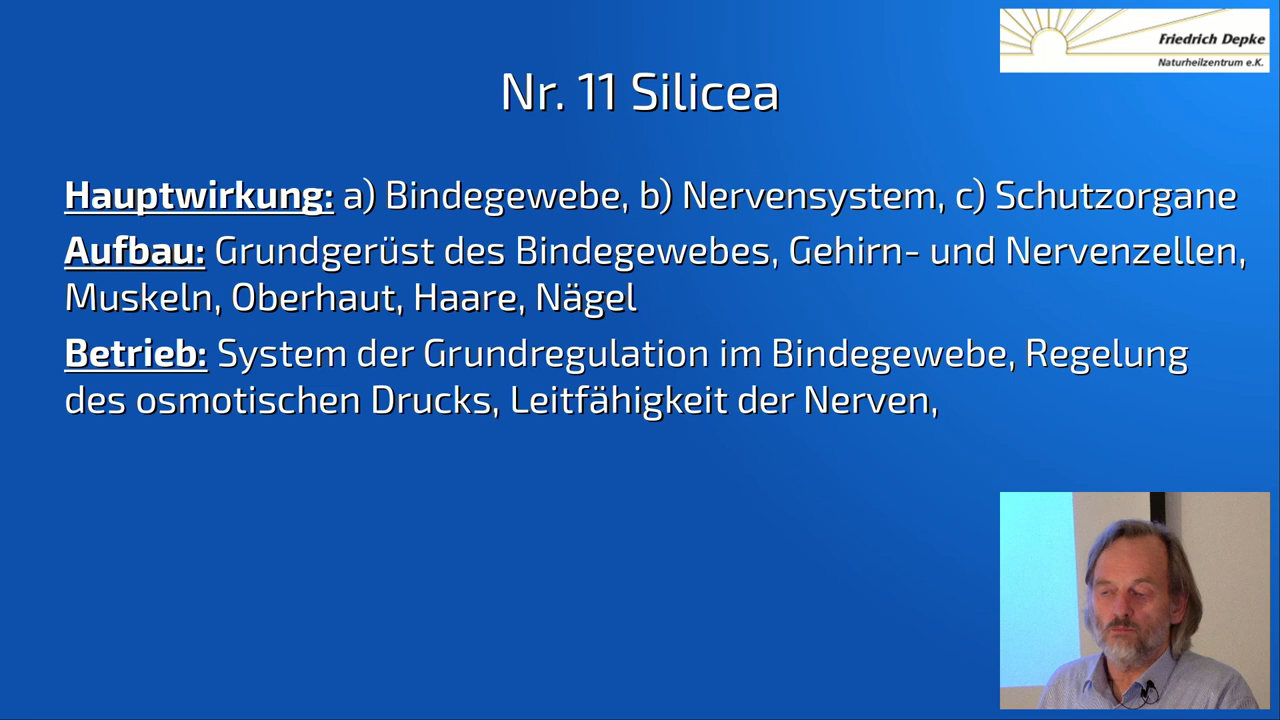 Friedrich Depke
Naturheilzentrum e.K.
Nr. 11 Silicea
Hauptwirkung: a) Bindegewebe, b) Nervensystem, c) Schutzorgane
Aufbau: Grundgerüst des Bindegewebes, Gehirn- und Nervenzellen,
Muskeln, Oberhaut, Haare, Nägel
Betrieb: System der Grundregulation im Bindegewebe, Regelung
des osmotischen Drucks, Leitfähigkeit der Nerven,